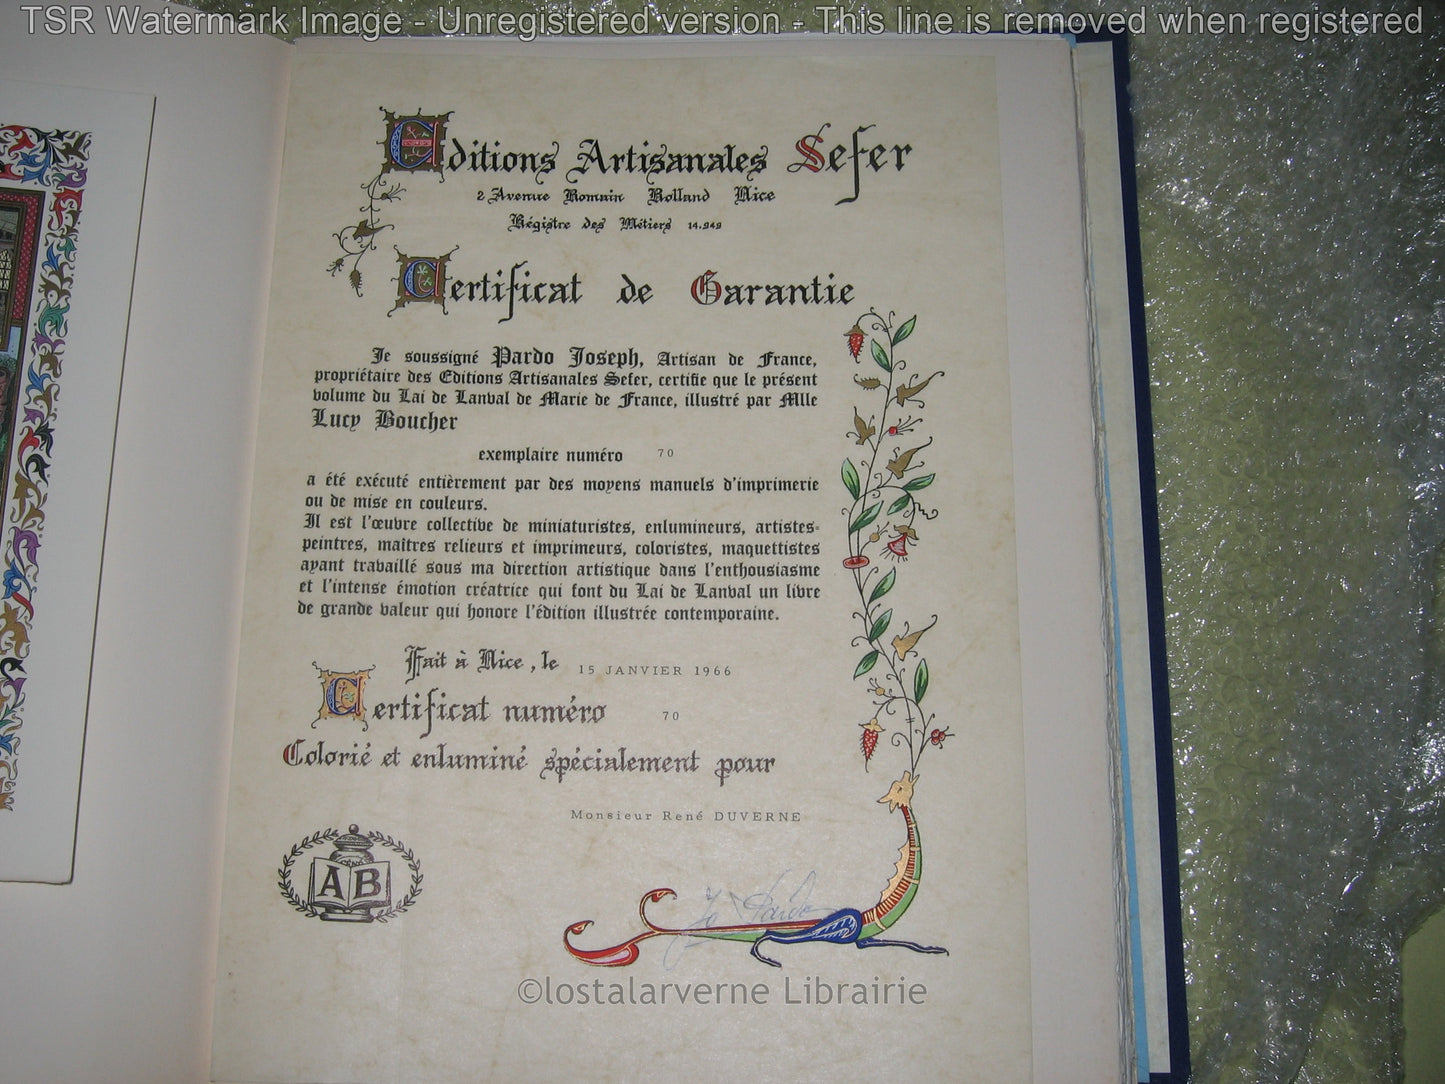 TSR Watermark Image - Unregistered version - This line is removed when registered
Editions Artisanales Sefer
2 Avenue Romain Rolland Nice
Régistre des Métiers 14.949
Certificat de Garantie
Je soussigné Pardo Joseph, Artisan de France,
propriétaire des Editions Artisanales Sefer, certifie que le présent
volume du Lai de Lanval de Marie de France, illustré par Mlle
Lucy Boucher
exemplaire numéro 70
a été exécuté entièrement par des moyens manuels d'imprimerie
ou de mise en couleurs.
Il est l'œuvre collective de miniaturistes, enlumineurs, artistes-
peintres, maîtres relieurs et imprimeurs, coloristes, maquettistes
ayant travaillé sous ma direction artistique dans l'enthousiasme
et l'intense émotion créatrice qui font du Lai de Lanval un livre
de grande valeur qui honore l'édition illustrée contemporaine.
Fait à Nice, le 15 JANVIER 1966
Certificat numéro 70
Colorié et enluminé spécialement pour
Monsieur René DUVERNE
AB
Jo Pardo
©lostalarverne Librairie